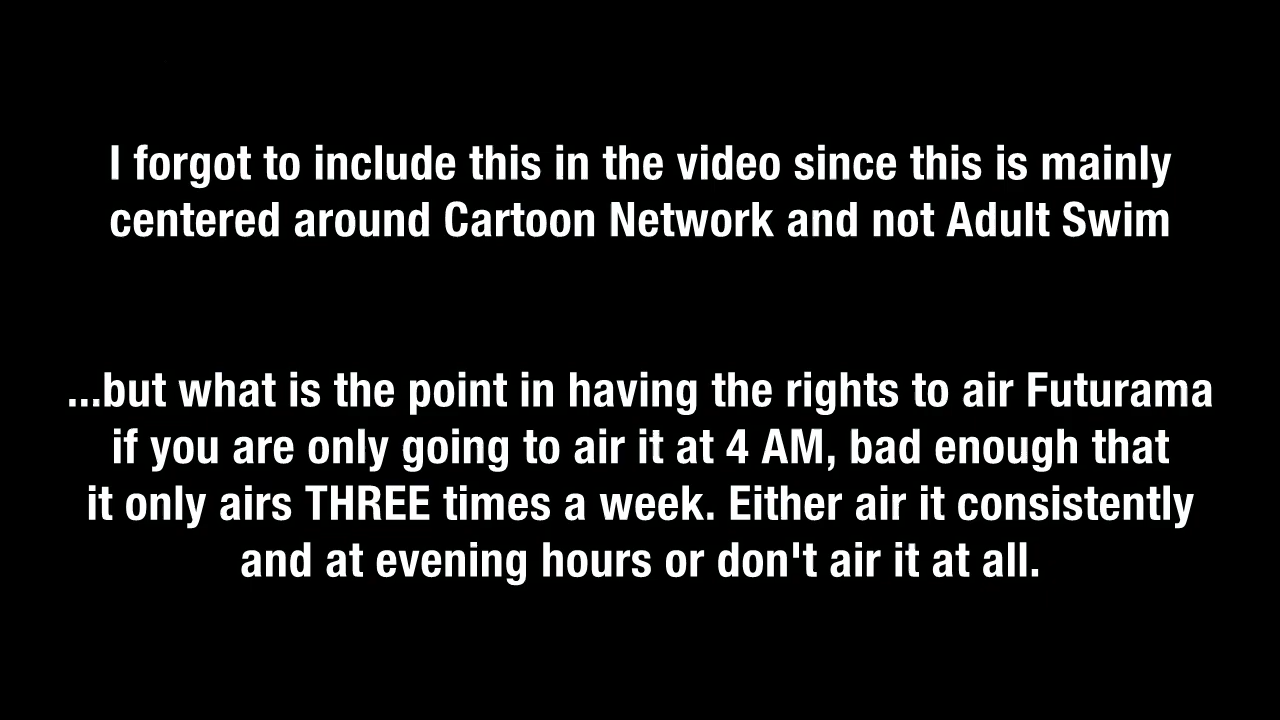 I forgot to include this in the video since this is mainly
centered around Cartoon Network and not Adult Swim
...but what is the point in having the rights to air Futurama
if you are only going to air it at 4 AM, bad enough that
it only airs THREE times a week. Either air it consistently
and at evening hours or don't air it at all.